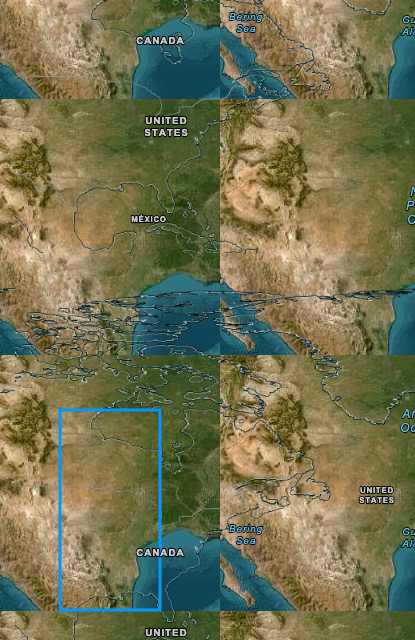 Bering
Sea
CANADA
UNITED
STATES
MÉXICO
UNITED
STATES
Bering
Sea
CANADA
UNITED